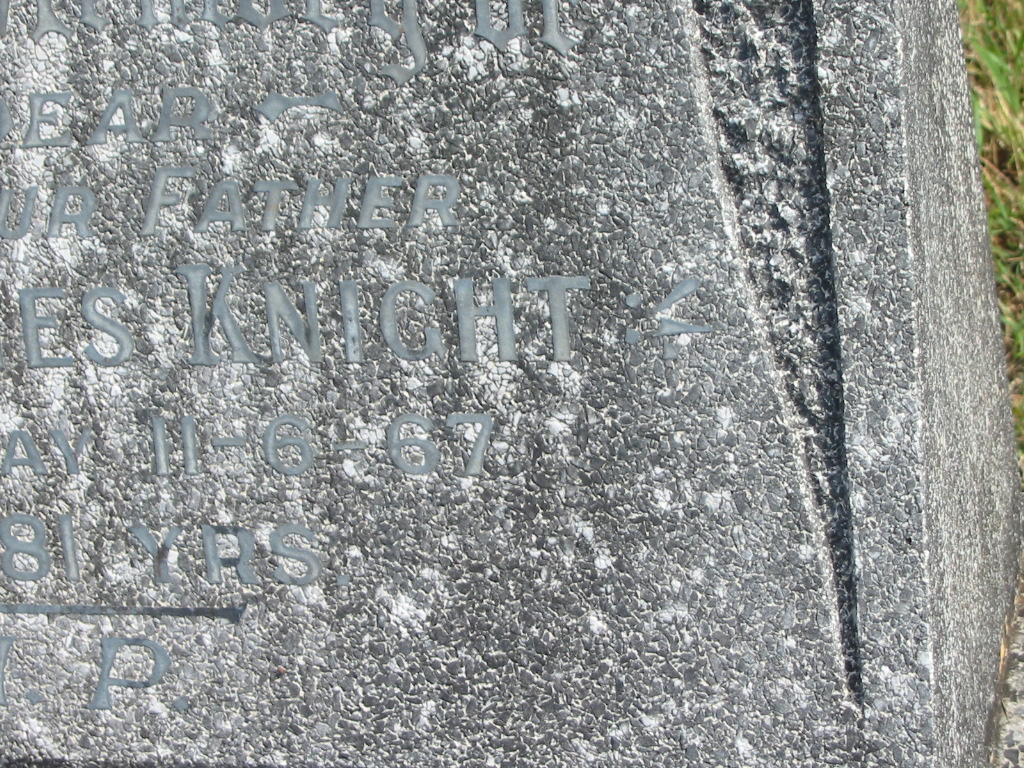 DEAR
UR FATHER
ES KNIGHT
AY 11-6-67
81 YRS.
I. P.